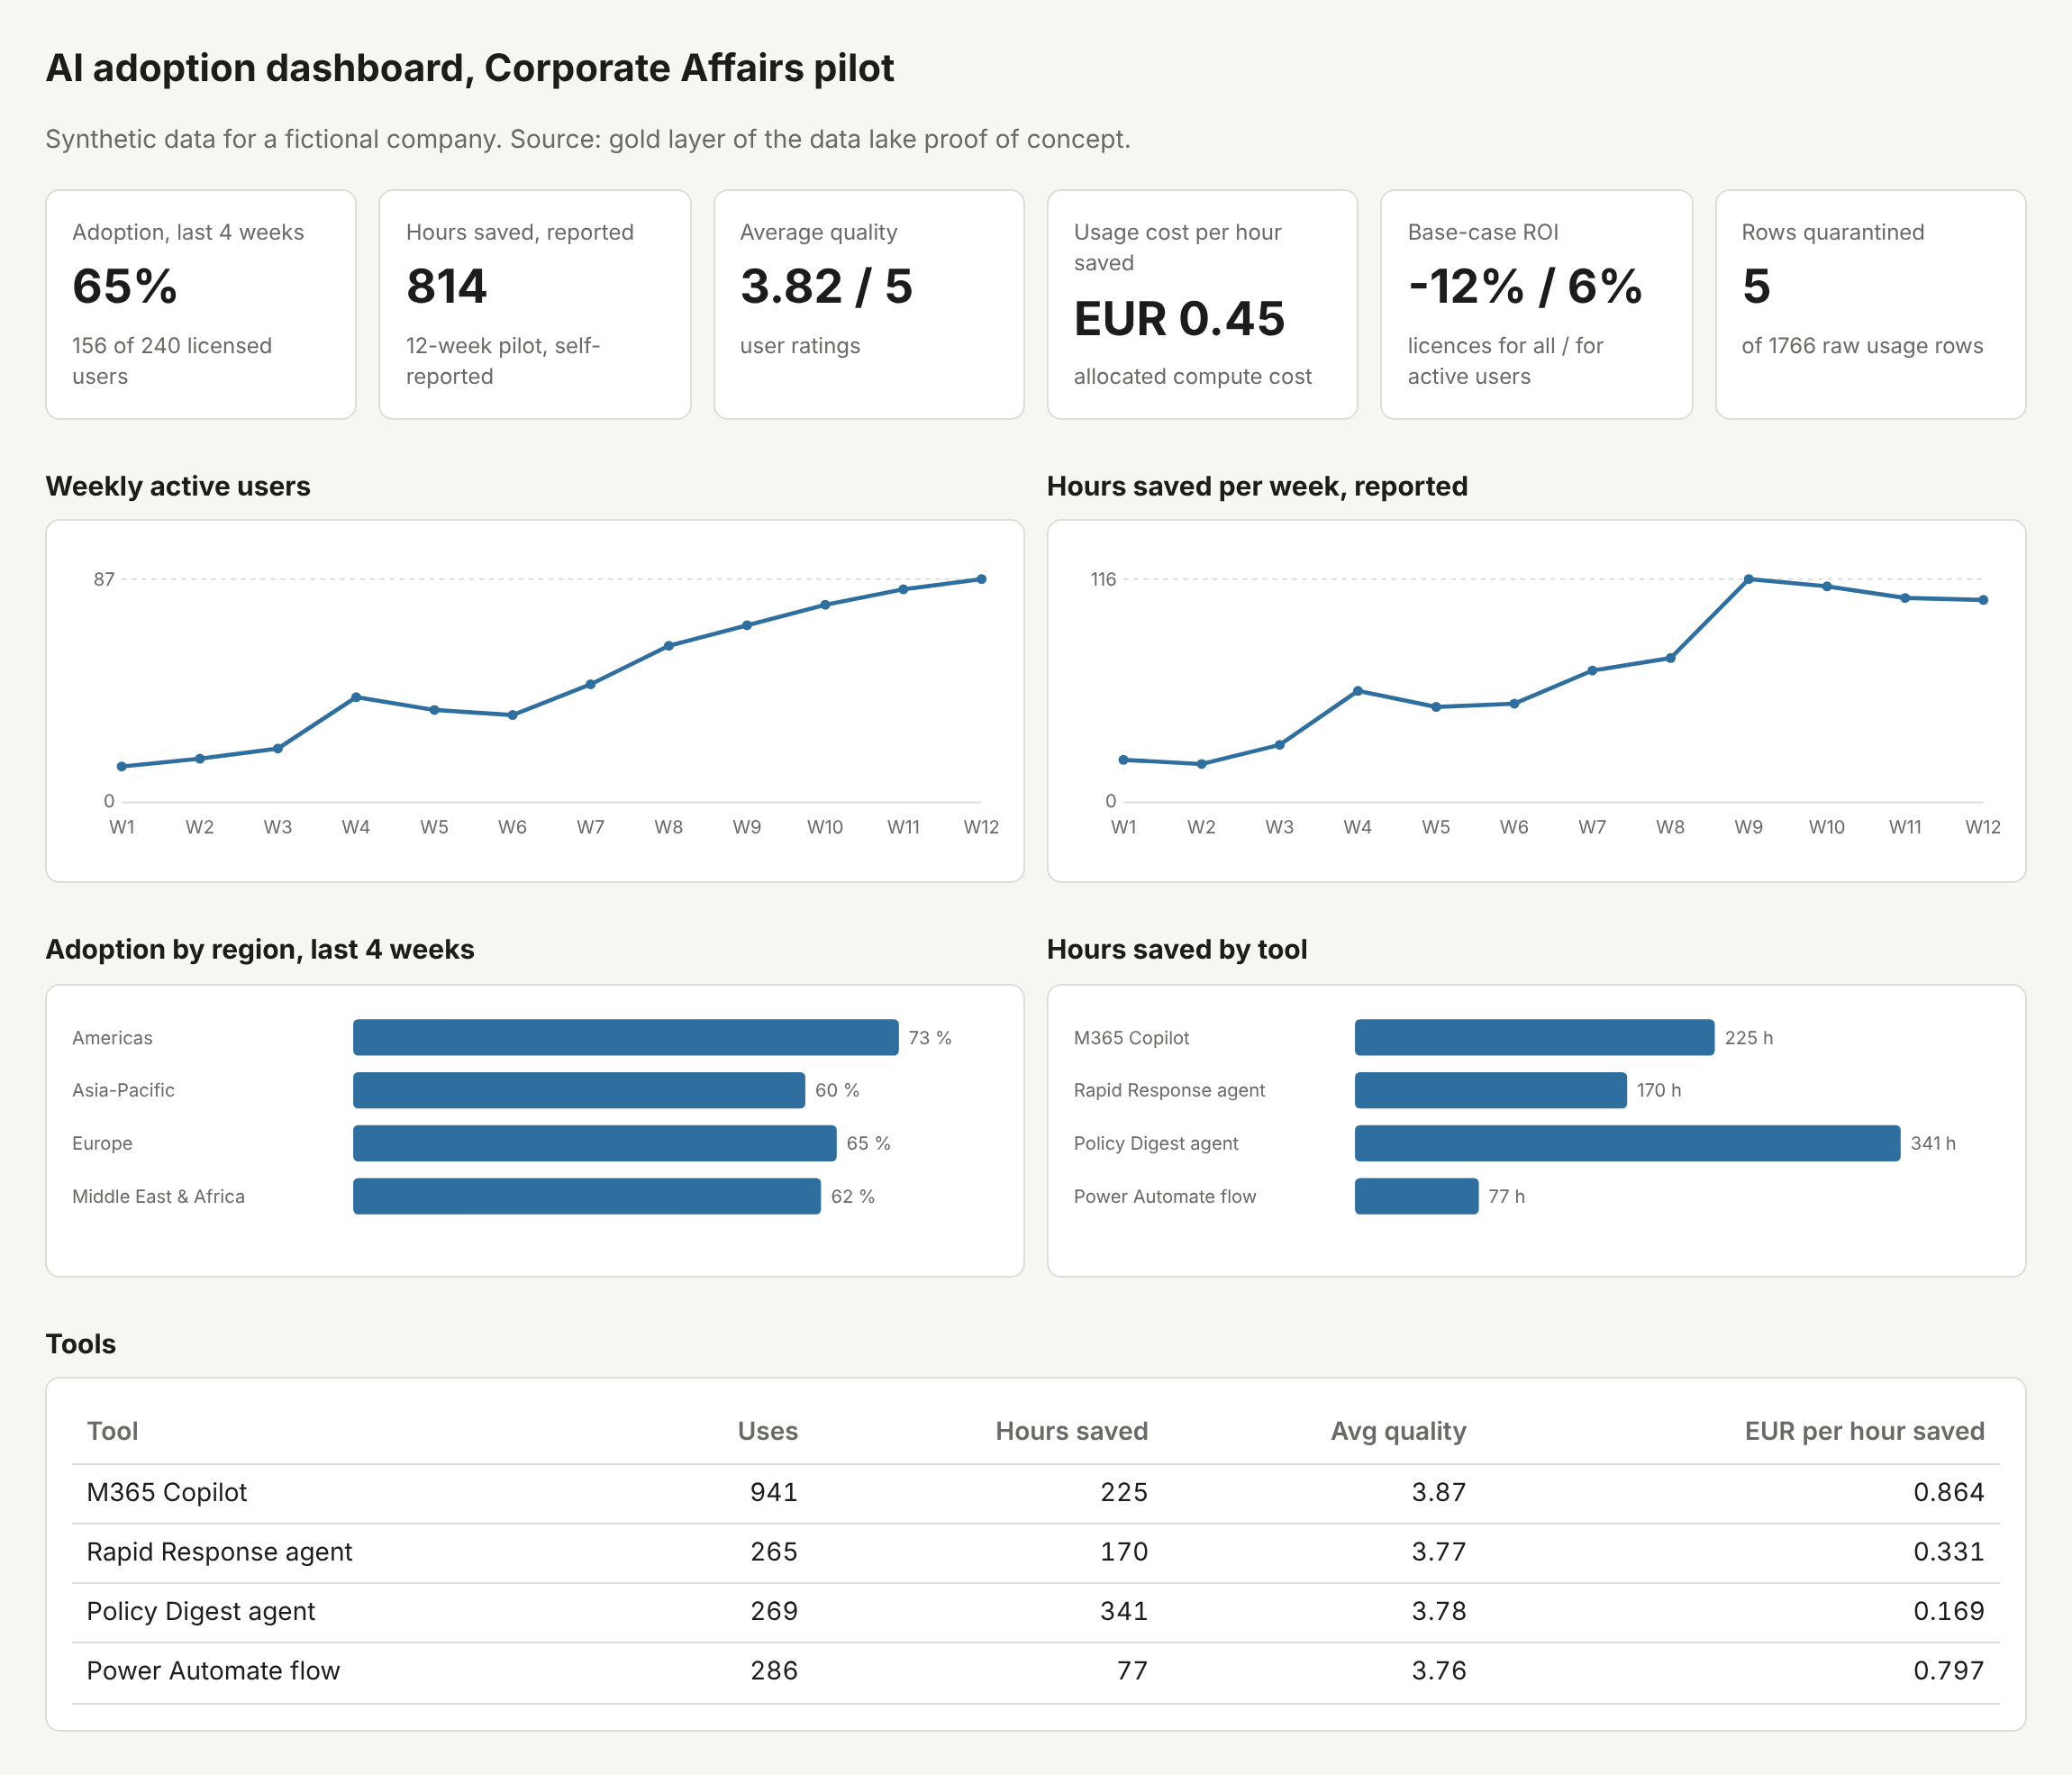 AI adoption dashboard, Corporate Affairs pilot
Synthetic data for a fictional company. Source: gold layer of the data lake proof of concept.
Adoption, last 4 weeks
65%
156 of 240 licensed
users
Hours saved, reported
814
12-week pilot, self-
reported
Average quality
3.82 / 5
user ratings
Usage cost per hour
saved
EUR 0.45
allocated compute cost
Base-case ROI
-12% / 6%
licences for all / for
active users
Rows quarantined
5
of 1766 raw usage rows
Weekly active users
87
0
W1 W2 W3 W4 W5 W6 W7 W8 W9 W10 W11 W12
Hours saved per week, reported
116
0
W1 W2 W3 W4 W5 W6 W7 W8 W9 W10 W11 W12
Adoption by region, last 4 weeks
Americas 73 %
Asia-Pacific 60 %
Europe 65 %
Middle East & Africa 62 %
Hours saved by tool
M365 Copilot 225 h
Rapid Response agent 170 h
Policy Digest agent 341 h
Power Automate flow 77 h
Tools
Tool Uses Hours saved Avg quality EUR per hour saved
M365 Copilot 941 225 3.87 0.864
Rapid Response agent 265 170 3.77 0.331
Policy Digest agent 269 341 3.78 0.169
Power Automate flow 286 77 3.76 0.797